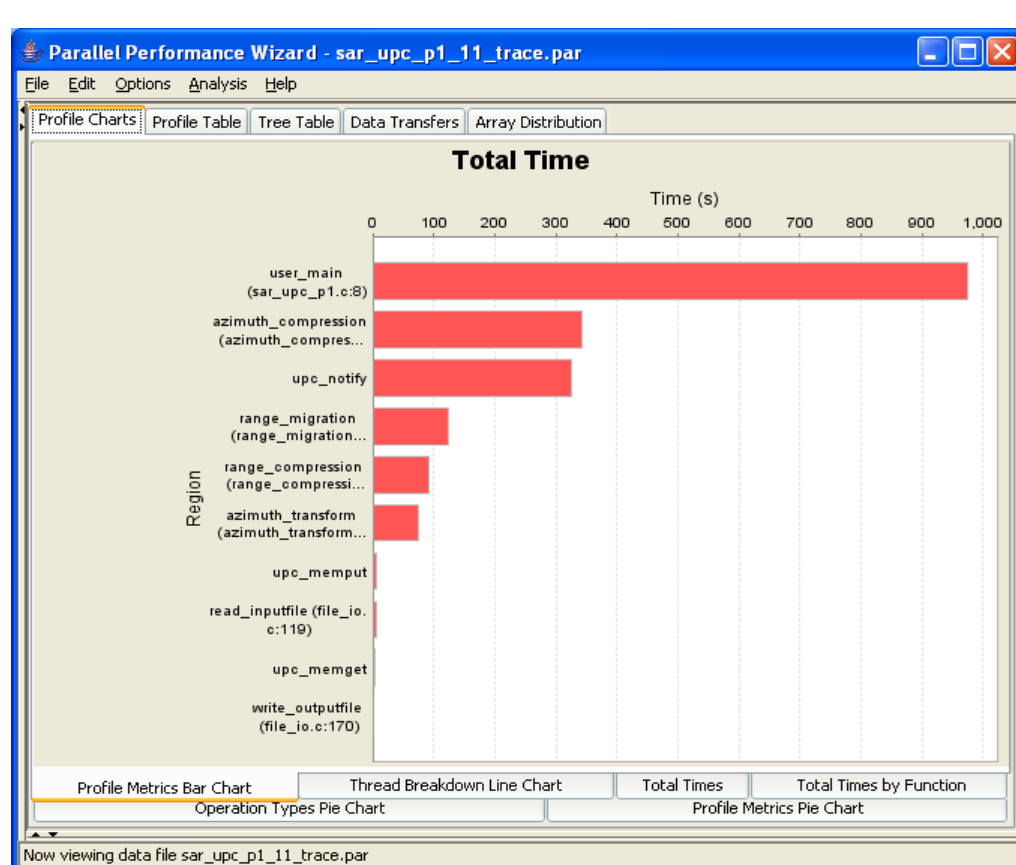 Parallel Performance Wizard - sar_upc_p1_11_trace.par
File Edit Options Analysis Help
Profile Charts Profile Table Tree Table Data Transfers Array Distribution
Total Time
Time (s)
0 100 200 300 400 500 600 700 800 900 1,000
user_main
(sar_upc_p1.c:8)
azimuth_compression
(azimuth_compres...
upc_notify
range_migration
(range_migration...
range_compression
(range_compressi...
Region
azimuth_transform
(azimuth_transform...
upc_memput
read_inputfile (file_io.
c:119)
upc_memget
write_outputfile
(file_io.c:170)
Profile Metrics Bar Chart Thread Breakdown Line Chart Total Times Total Times by Function
Operation Types Pie Chart Profile Metrics Pie Chart
Now viewing data file sar_upc_p1_11_trace.par